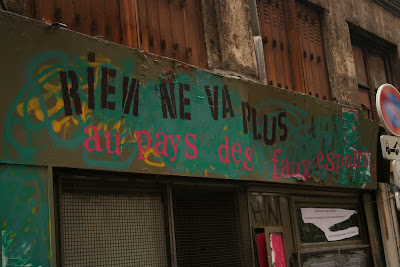 RIEN NE VA PLUS
au pays des faux espoirs